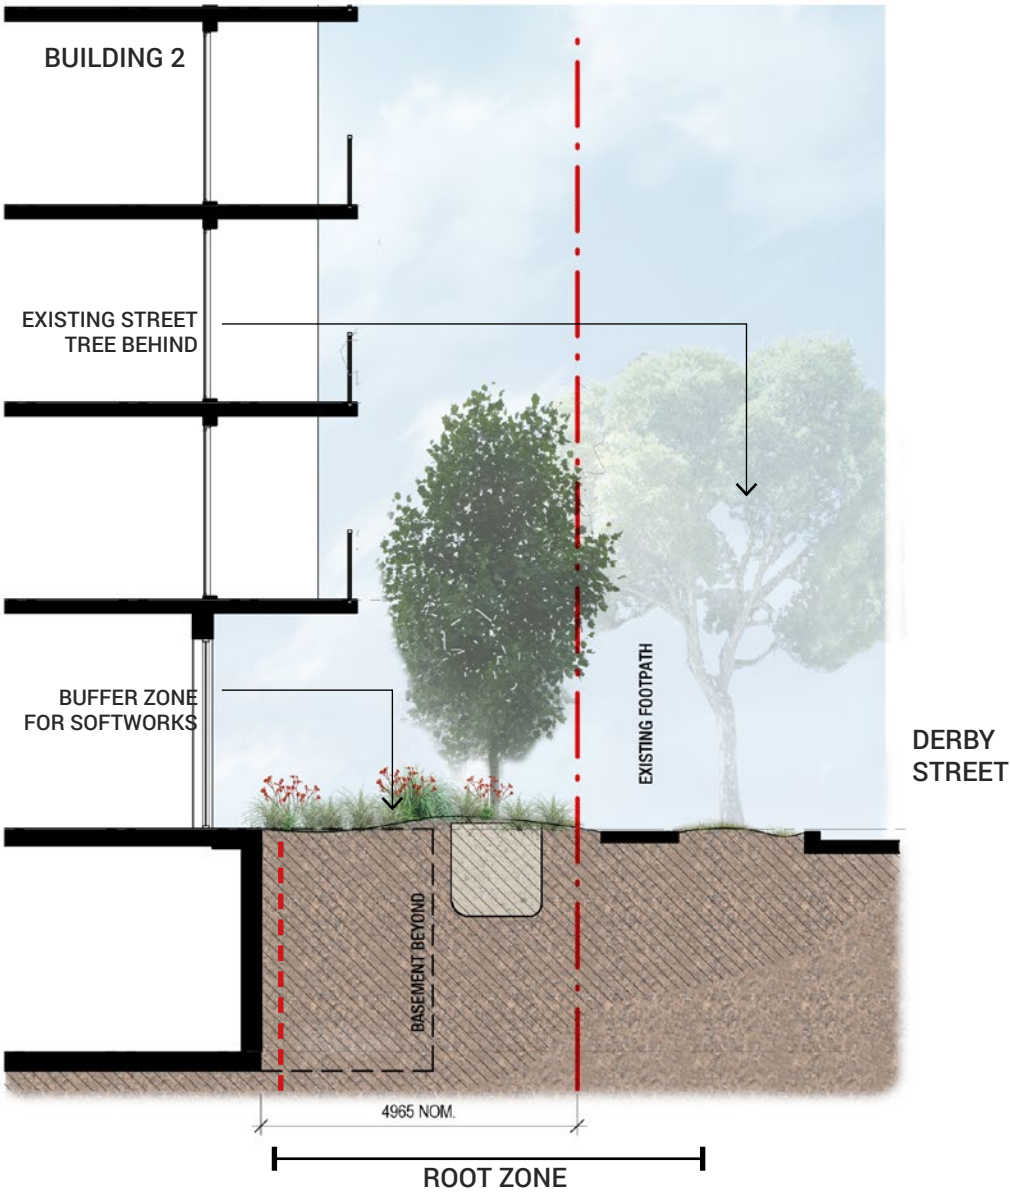 BUILDING 2
EXISTING STREET
TREE BEHIND
BUFFER ZONE
FOR SOFTWORKS
EXISTING FOOTPATH
DERBY
STREET
BASEMENT BEYOND
4965 NOM.
ROOT ZONE